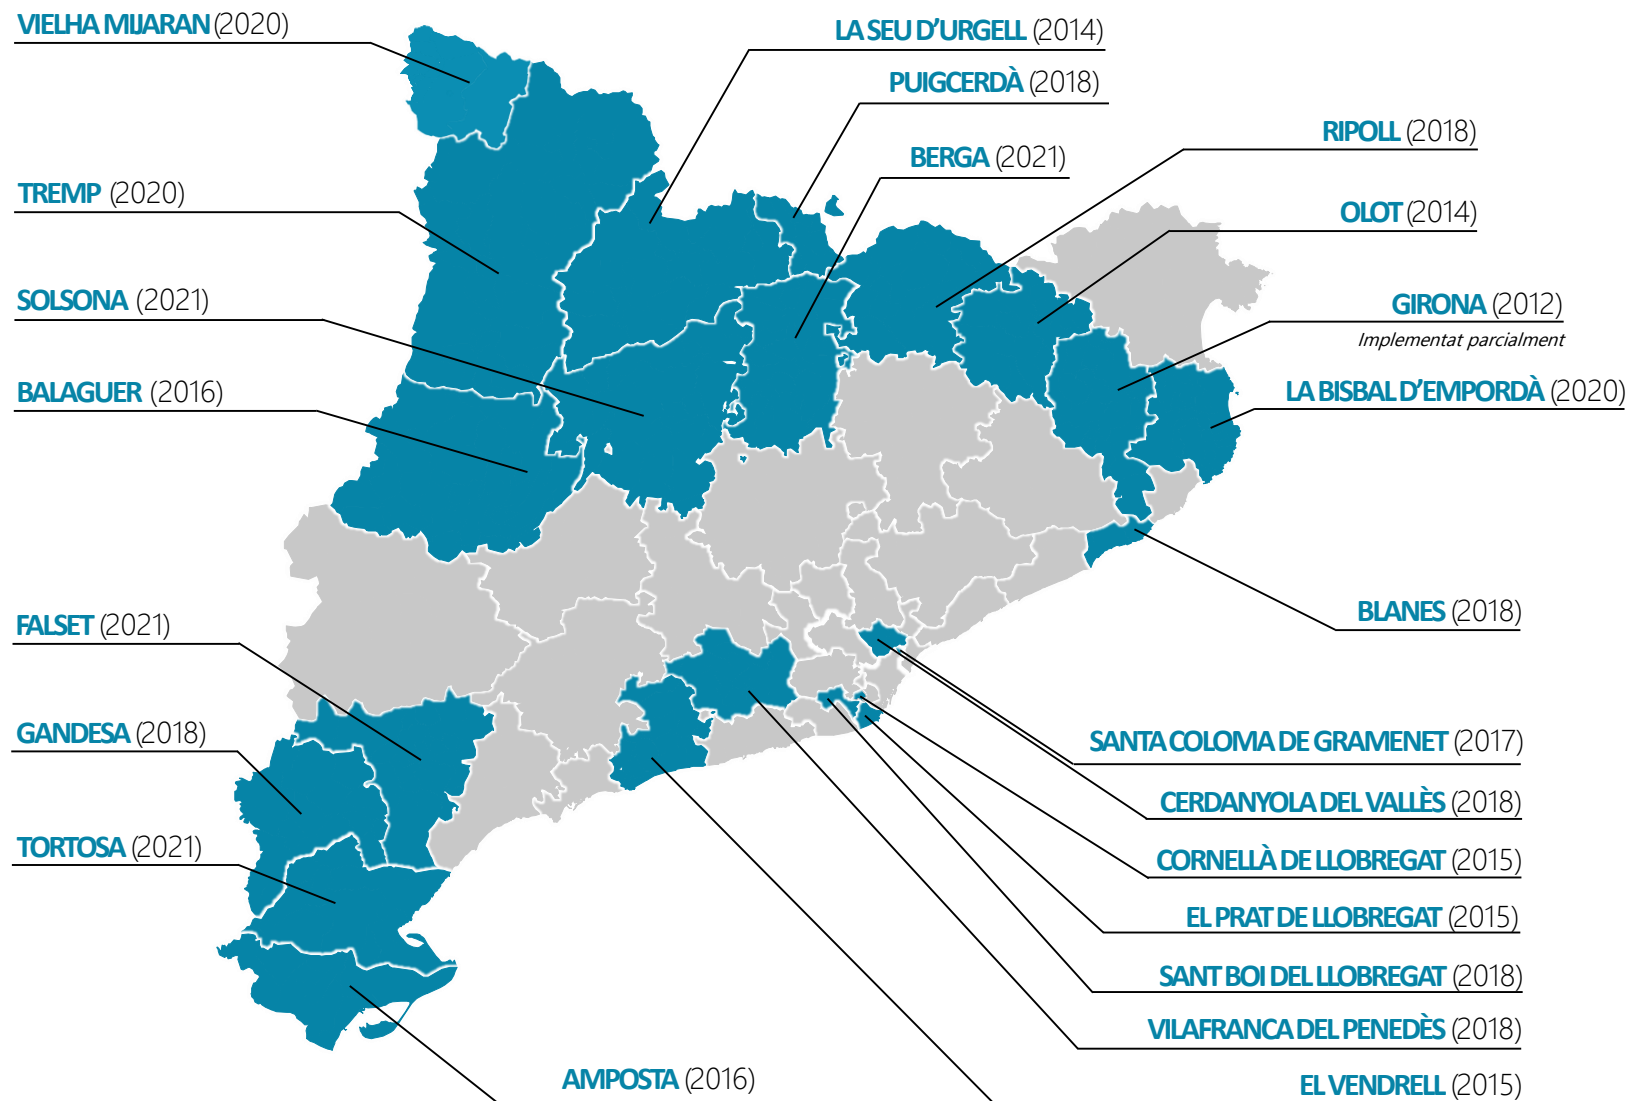 VIELHA MIJARAN (2020)
LA SEU D'URGELL (2014)
PUIGCERDÀ (2018)
RIPOLL (2018)
BERGA (2021)
TREMP (2020)
OLOT (2014)
SOLSONA (2021)
GIRONA (2012)
Implementat parcialment
BALAGUER (2016)
LA BISBAL D'EMPORDÀ (2020)
BLANES (2018)
FALSET (2021)
GANDESA (2018)
SANTA COLOMA DE GRAMENET (2017)
CERDANYOLA DEL VALLÈS (2018)
TORTOSA (2021)
CORNELLÀ DE LLOBREGAT (2015)
EL PRAT DE LLOBREGAT (2015)
SANT BOI DEL LLOBREGAT (2018)
VILAFRANCA DEL PENEDÈS (2018)
AMPOSTA (2016)
EL VENDRELL (2015)